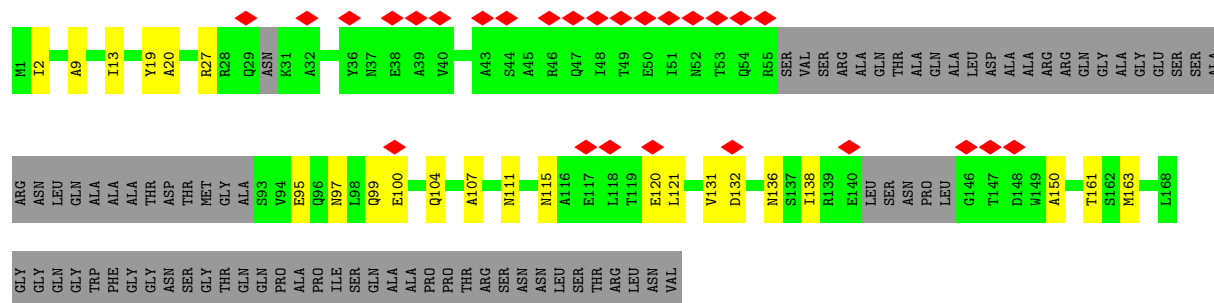 M1 I2 A9 I13 Y19 A20 R27 R28 Q29 ASN K31 A32 Y36 N37 E38 A39 V40 A43 S44 A45 R46 Q47 I48 T49 E50 I51 N52 T53 Q54 R55 SER VAL SER ARG ALA GLN THR ALA GLN ALA LEU ASP ALA ALA ARG ARG GLN GLY ALA GLY GLU SER SER ALA
ARG ASN LEU GLN ALA ALA ALA THR ASP THR MET GLY ALA S93 V94 E95 Q96 N97 L98 Q99 E100 Q104 A107 N111 N115 A116 E117 L118 T119 E120 L121 V131 D132 N136 S137 I138 R139 E140 LEU SER ASN PRO LEU G146 T147 D148 W149 A150 T161 S162 M163 L168
GLY GLY GLN GLY TRP PHE GLY GLY ASN SER GLY THR GLN GLN PRO ALA PRO ILE SER GLN ALA ALA PRO PRO THR ARG SER ASN ASN LEU SER THR ARG LEU ASN VAL